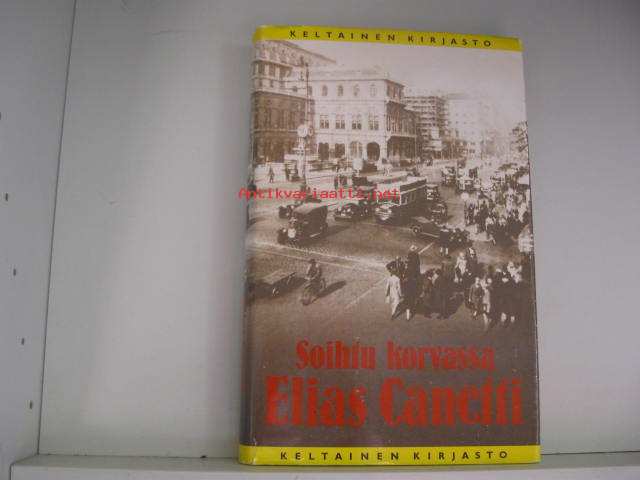 KELTAINEN KIRJASTO
Antikvariaatti.net
Soihtu korvassa
Elias Canetti
KELTAINEN KIRJASTO